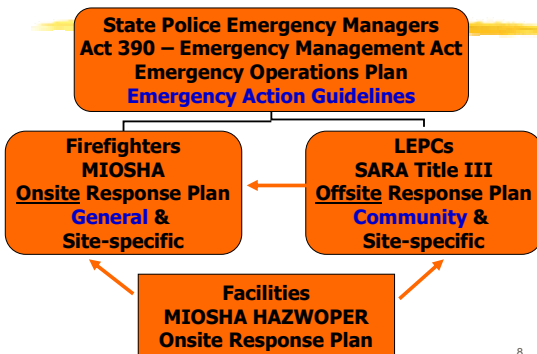 State Police Emergency Managers
Act 390 – Emergency Management Act
Emergency Operations Plan
Emergency Action Guidelines
Firefighters
MIOSHA
Onsite Response Plan
General &
Site-specific
LEPCs
SARA Title III
Offsite Response Plan
Community &
Site-specific
Facilities
MIOSHA HAZWOPER
Onsite Response Plan
8